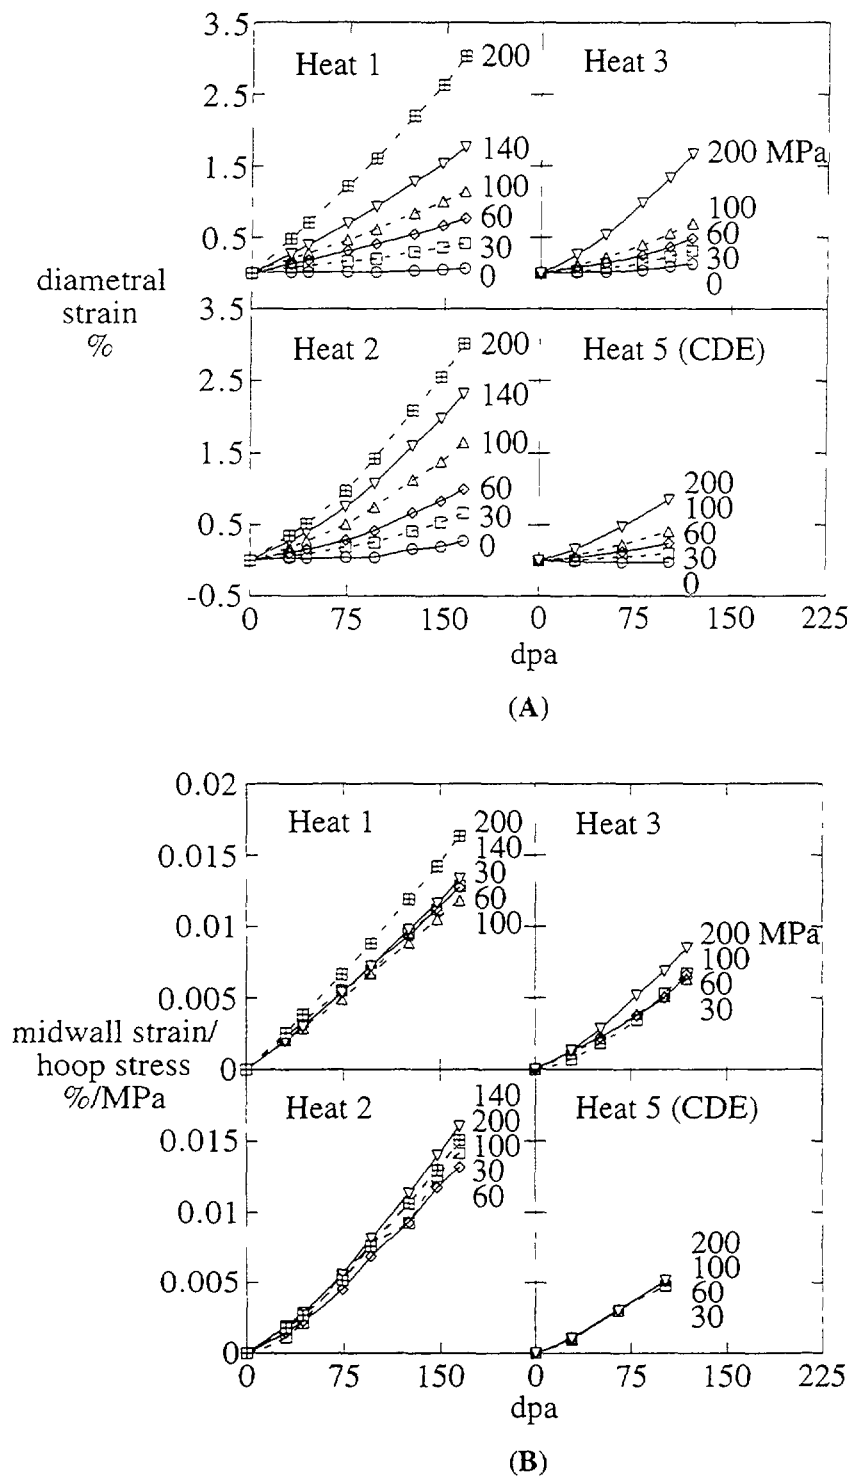 3.5
2.5
1.5
0.5
Heat 1
200
140
100
60
30
0
Heat 3
200 MPa
100
60
30
0
diametral
strain
%
3.5
2.5
1.5
0.5
-0.5
Heat 2
200
140
100
60
30
0
Heat 5 (CDE)
200
100
60
30
0
0 75 150 0 75 150 225
dpa
(A)
0.02
0.015
0.01
0.005
0
Heat 1
200
140
30
60
100
Heat 3
200 MPa
100
60
30
midwall strain/
hoop stress
%/MPa
0.015
0.01
0.005
0
Heat 2
140
200
100
30
60
Heat 5 (CDE)
200
100
60
30
0 75 150 0 75 150 225
dpa
(B)